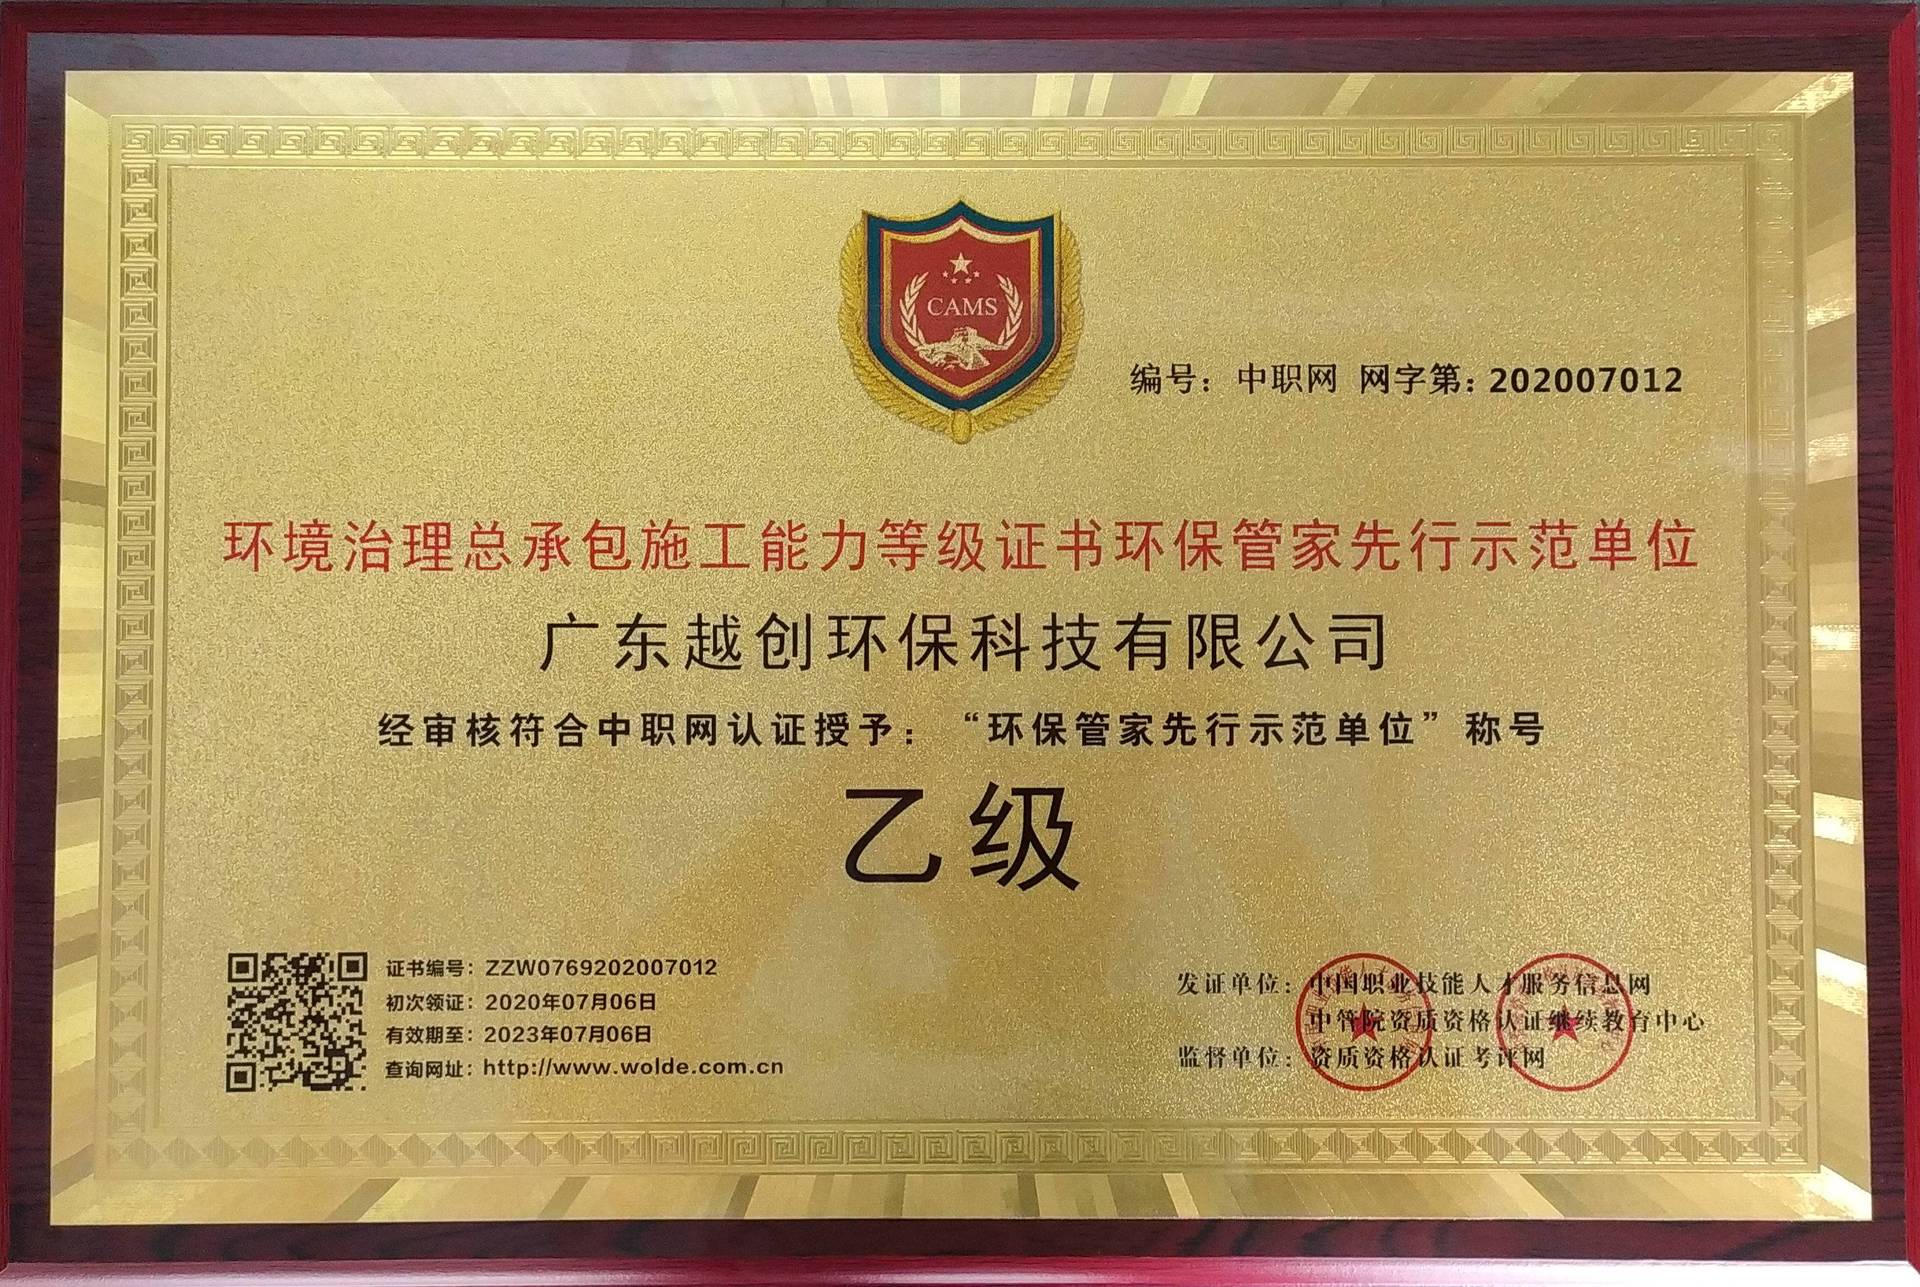 CAMS
编号：中职网 网字第：202007012
环境治理总承包施工能力等级证书环保管家先行示范单位
广东越创环保科技有限公司
经审核符合中职网认证授予：“环保管家先行示范单位”称号
乙级
证书编号：ZZW0769202007012
初次领证：2020年07月06日
有效期至：2023年07月06日
查询网址：http://www.wolde.com.cn
发证单位：中国职业技能人才服务信息网
中管院资质资格认证继续教育中心
监督单位：资质资格认证考评网